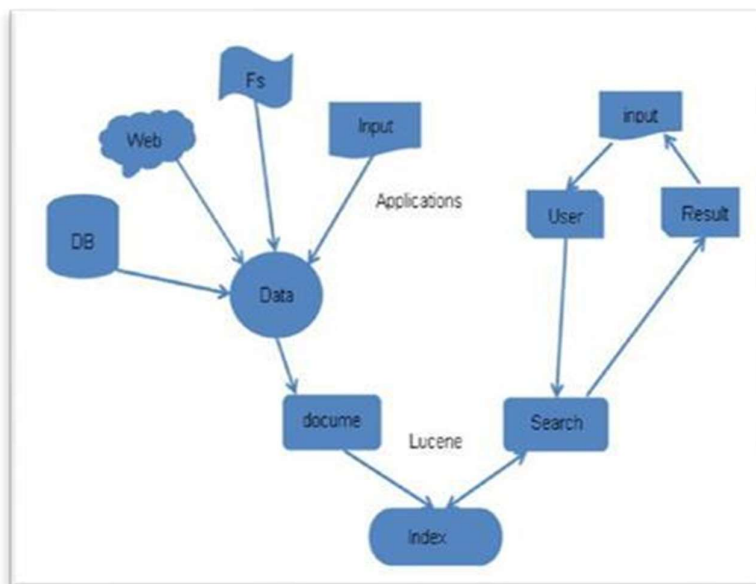 Fs
Web
Input
input
DB
Applications
User
Result
Data
docume
Lucene
Search
Index